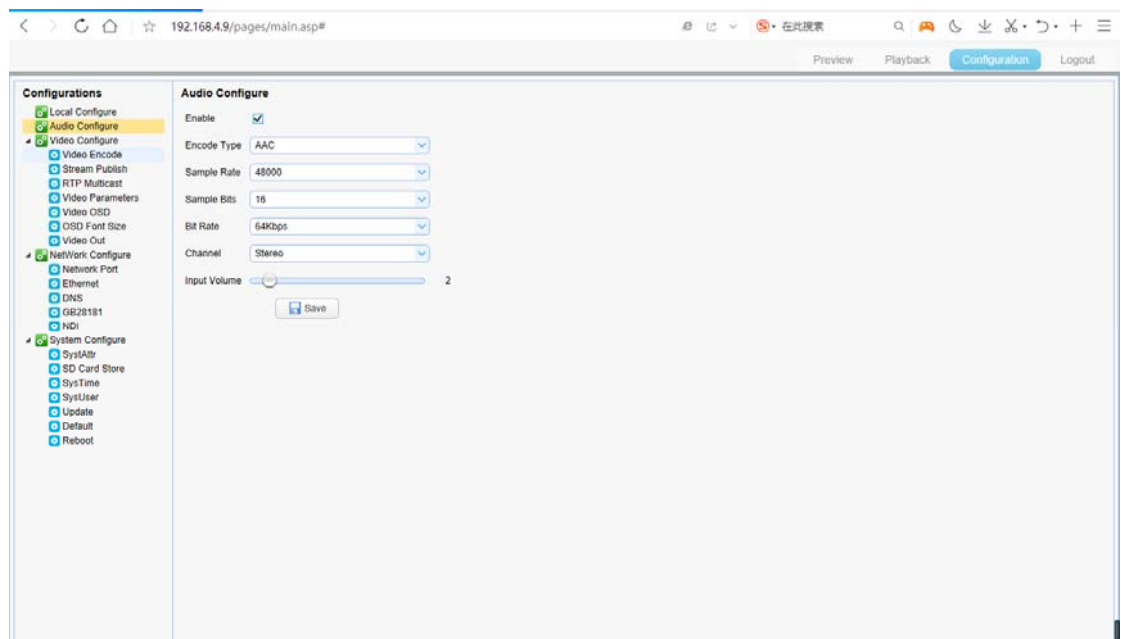 192.168.4.9/pages/main.asp#
在此搜索
Preview Playback Configuration Logout
Configurations
Local Configure
Audio Configure
Video Configure
Video Encode
Stream Publish
RTP Multicast
Video Parameters
Video OSD
OSD Font Size
Video Out
NetWork Configure
Network Port
Ethernet
DNS
GB28181
NDI
System Configure
SystAttr
SD Card Store
SysTime
SysUser
Update
Default
Reboot
Audio Configure
Enable
Encode Type AAC
Sample Rate 48000
Sample Bits 16
Bit Rate 64Kbps
Channel Stereo
Input Volume 2
Save